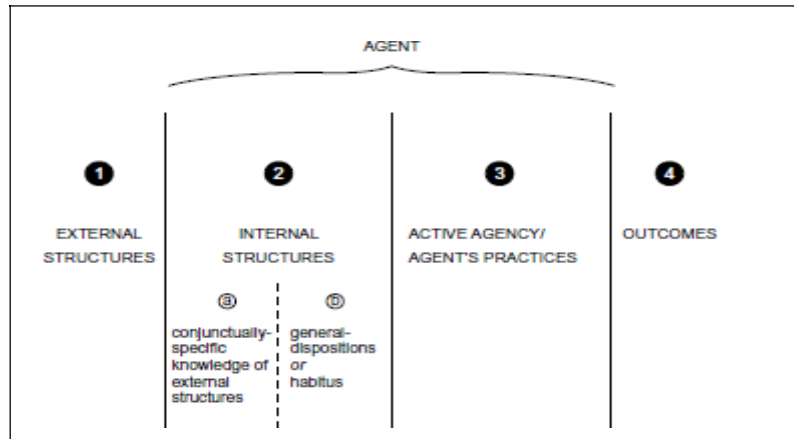 AGENT
1
2
3
4
EXTERNAL
STRUCTURES
INTERNAL
STRUCTURES
ACTIVE AGENCY/
AGENT'S PRACTICES
OUTCOMES
ⓐ
conjuncturally-
specific
knowledge of
external
structures
ⓑ
general-
dispositions
or
habitus